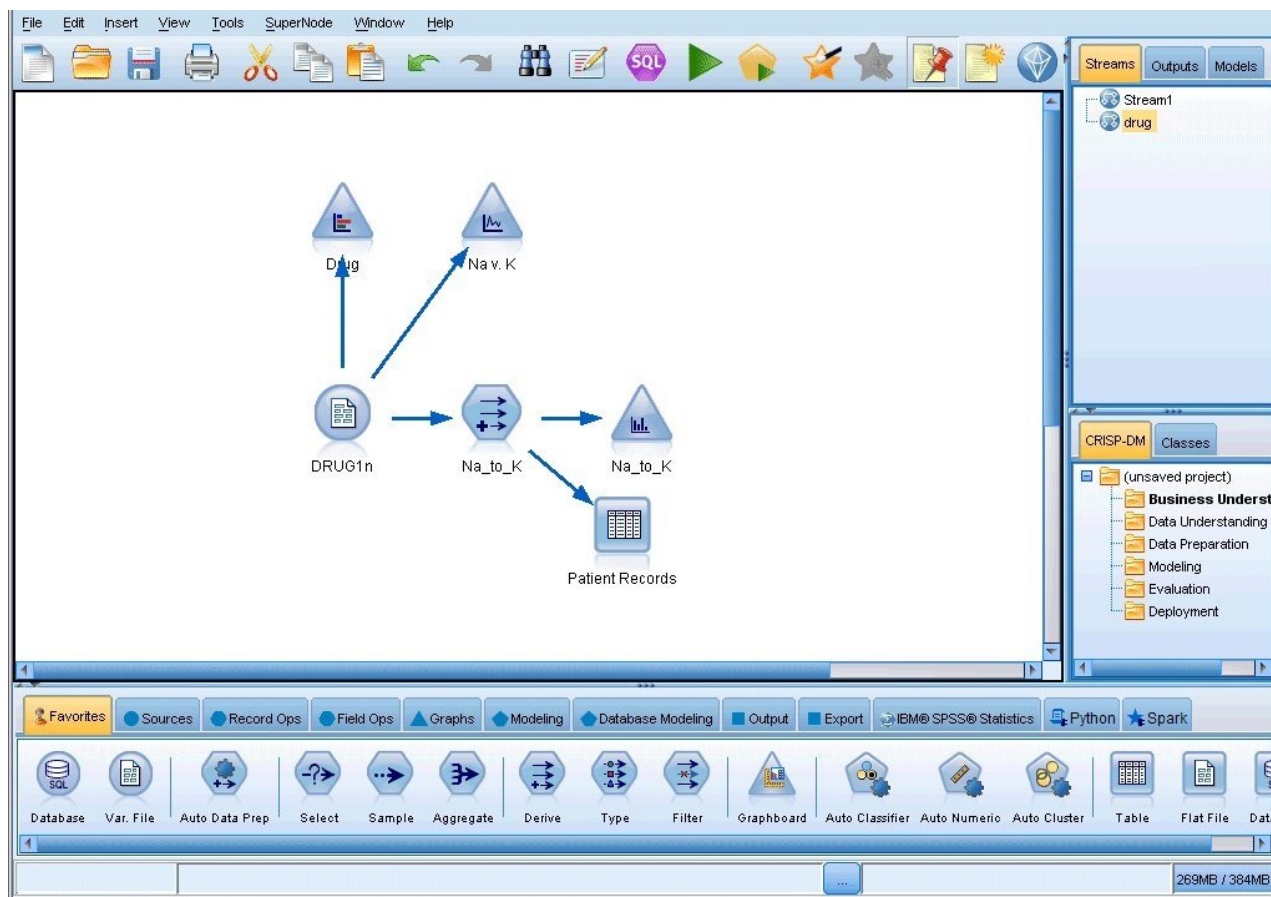 File Edit Insert View Tools SuperNode Window Help
SQL
Streams Outputs Models
Stream1
drug
Drug
Na v. K
DRUG1n
Na_to_K
Na_to_K
Patient Records
CRISP-DM Classes
(unsaved project)
Business Underst
Data Understanding
Data Preparation
Modeling
Evaluation
Deployment
Favorites Sources Record Ops Field Ops Graphs Modeling Database Modeling Output Export IBM® SPSS® Statistics Python Spark
SQL
Database Var. File Auto Data Prep Select Sample Aggregate Derive Type Filter Graphboard Auto Classifier Auto Numeric Auto Cluster Table Flat File Dat
...
269MB / 384MB